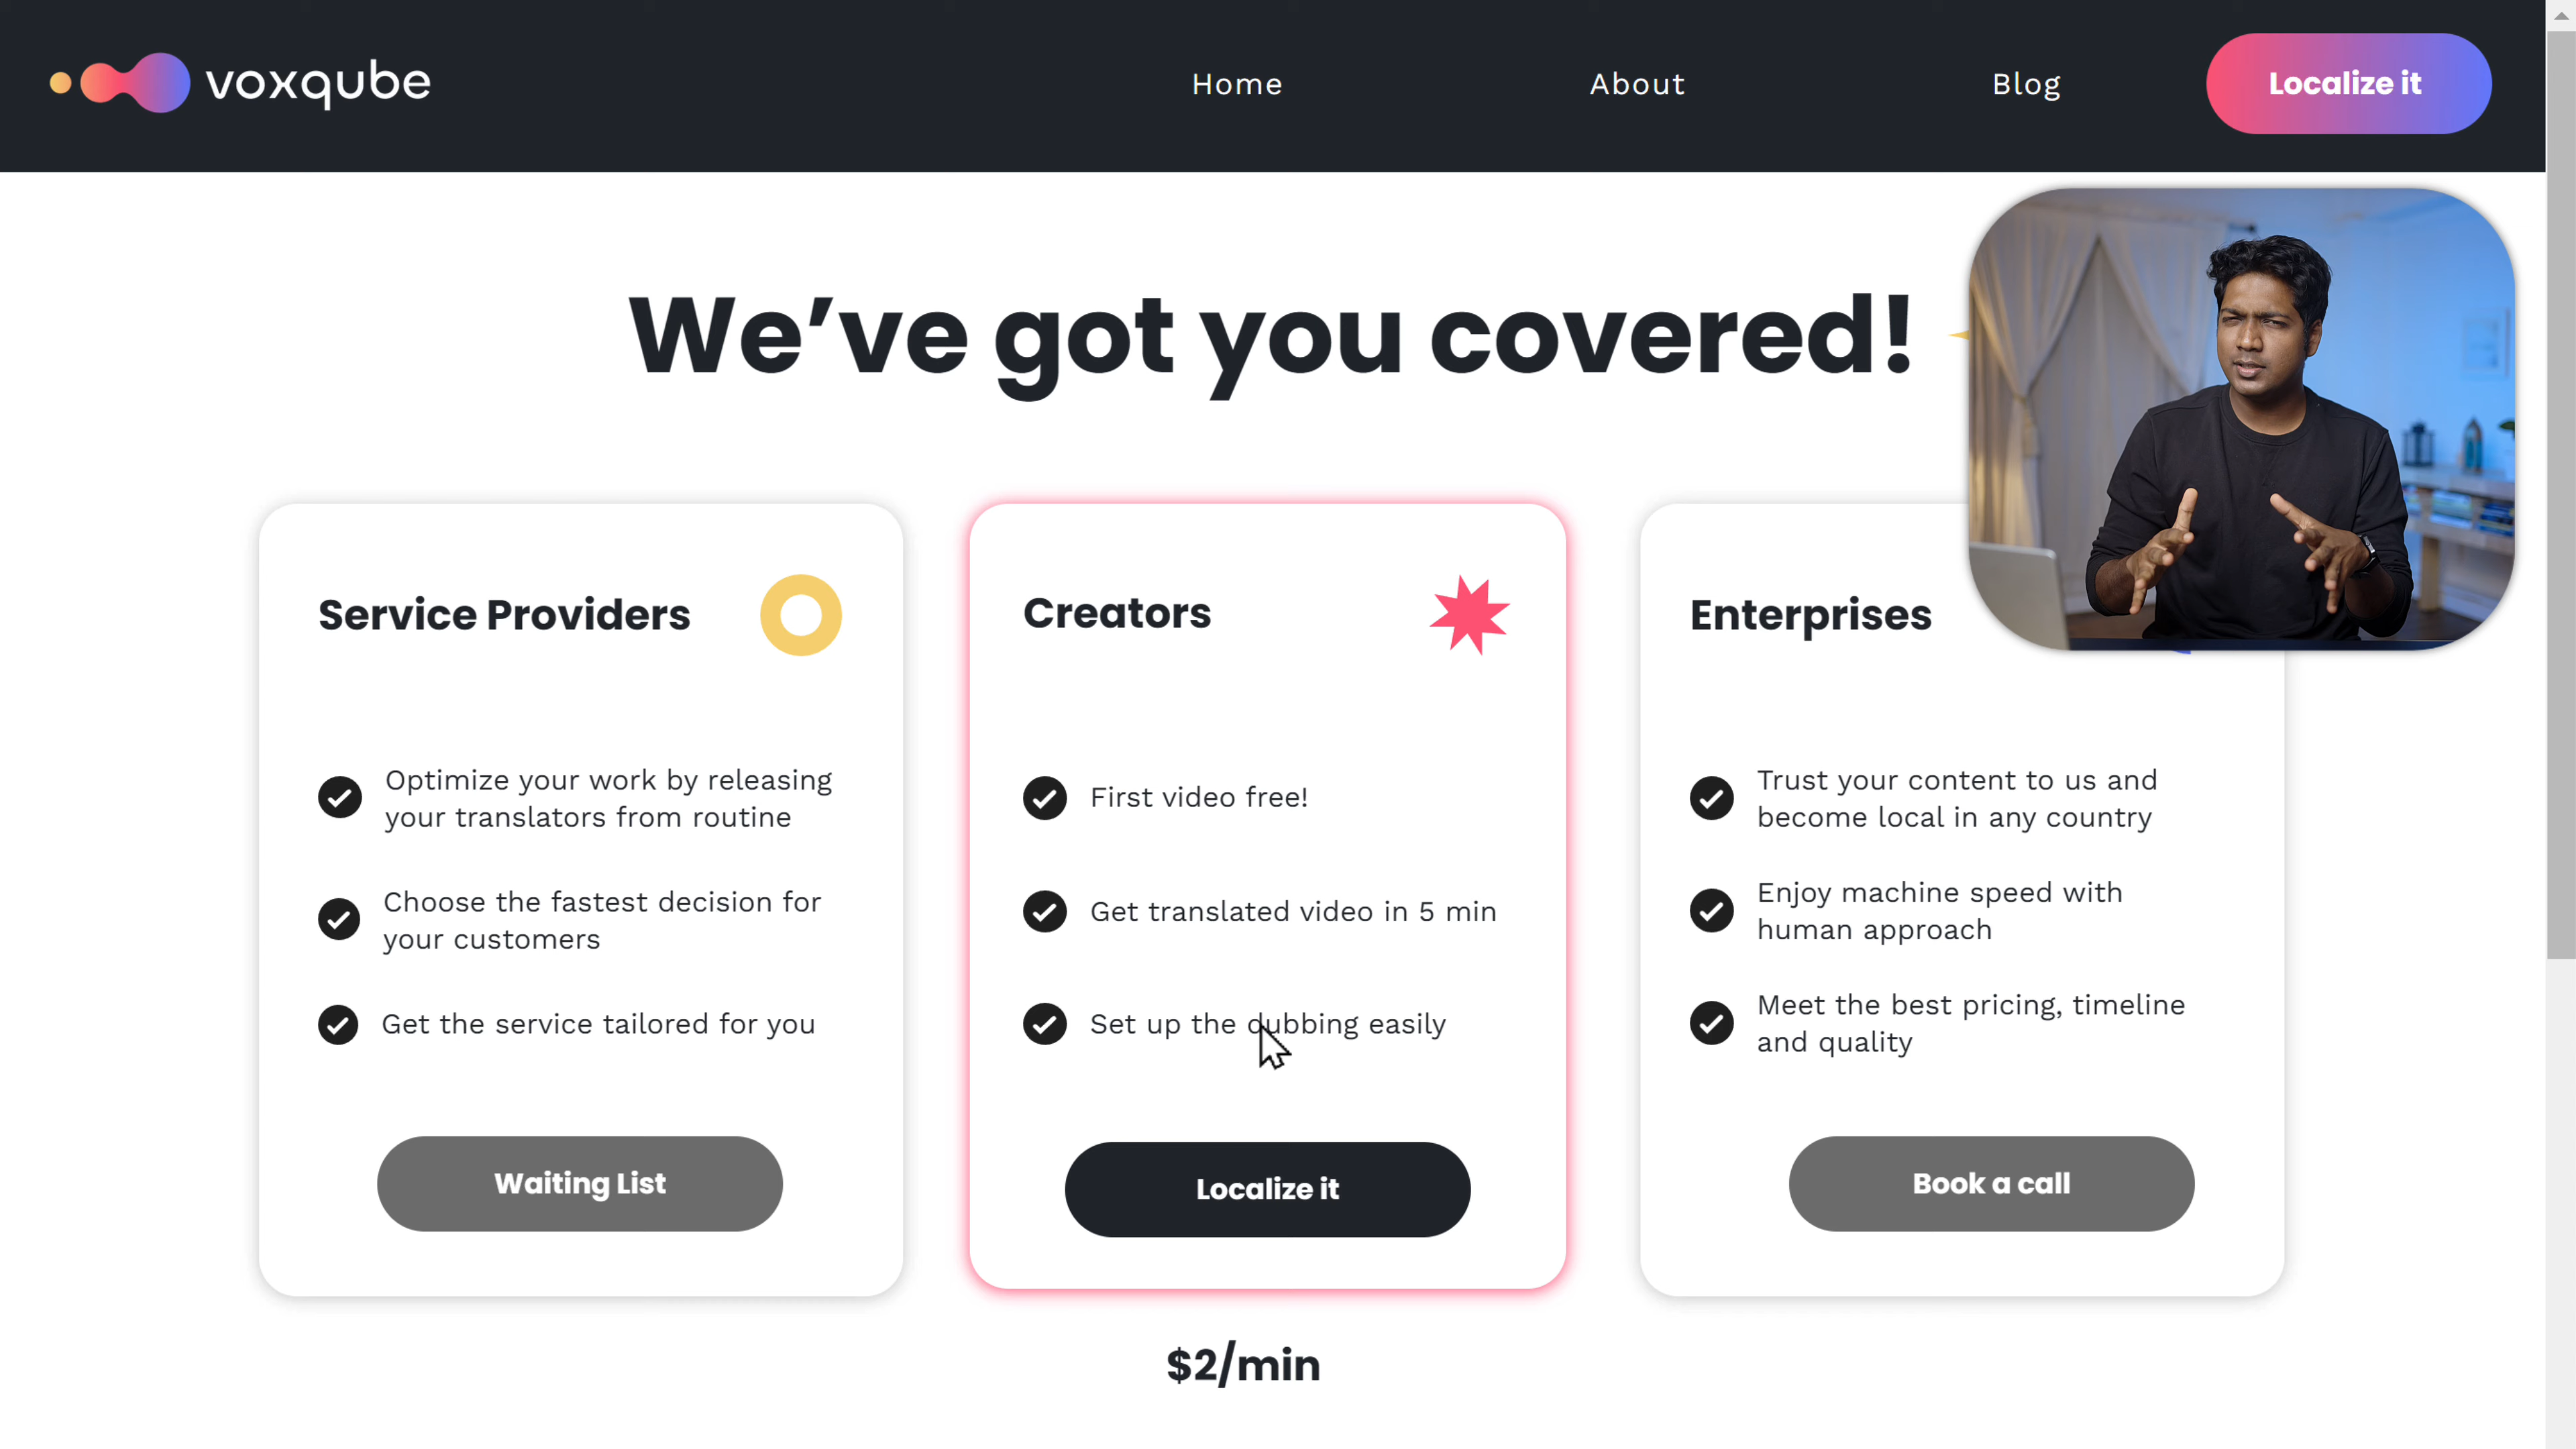 voxqube
Home
About
Blog
Localize it
We've got you covered!
Service Providers
Optimize your work by releasing
your translators from routine
Choose the fastest decision for
your customers
Get the service tailored for you
Waiting List
Creators
First video free!
Get translated video in 5 min
Set up the dubbing easily
Localize it
$2/min
Enterprises
Trust your content to us and
become local in any country
Enjoy machine speed with
human approach
Meet the best pricing, timeline
and quality
Book a call